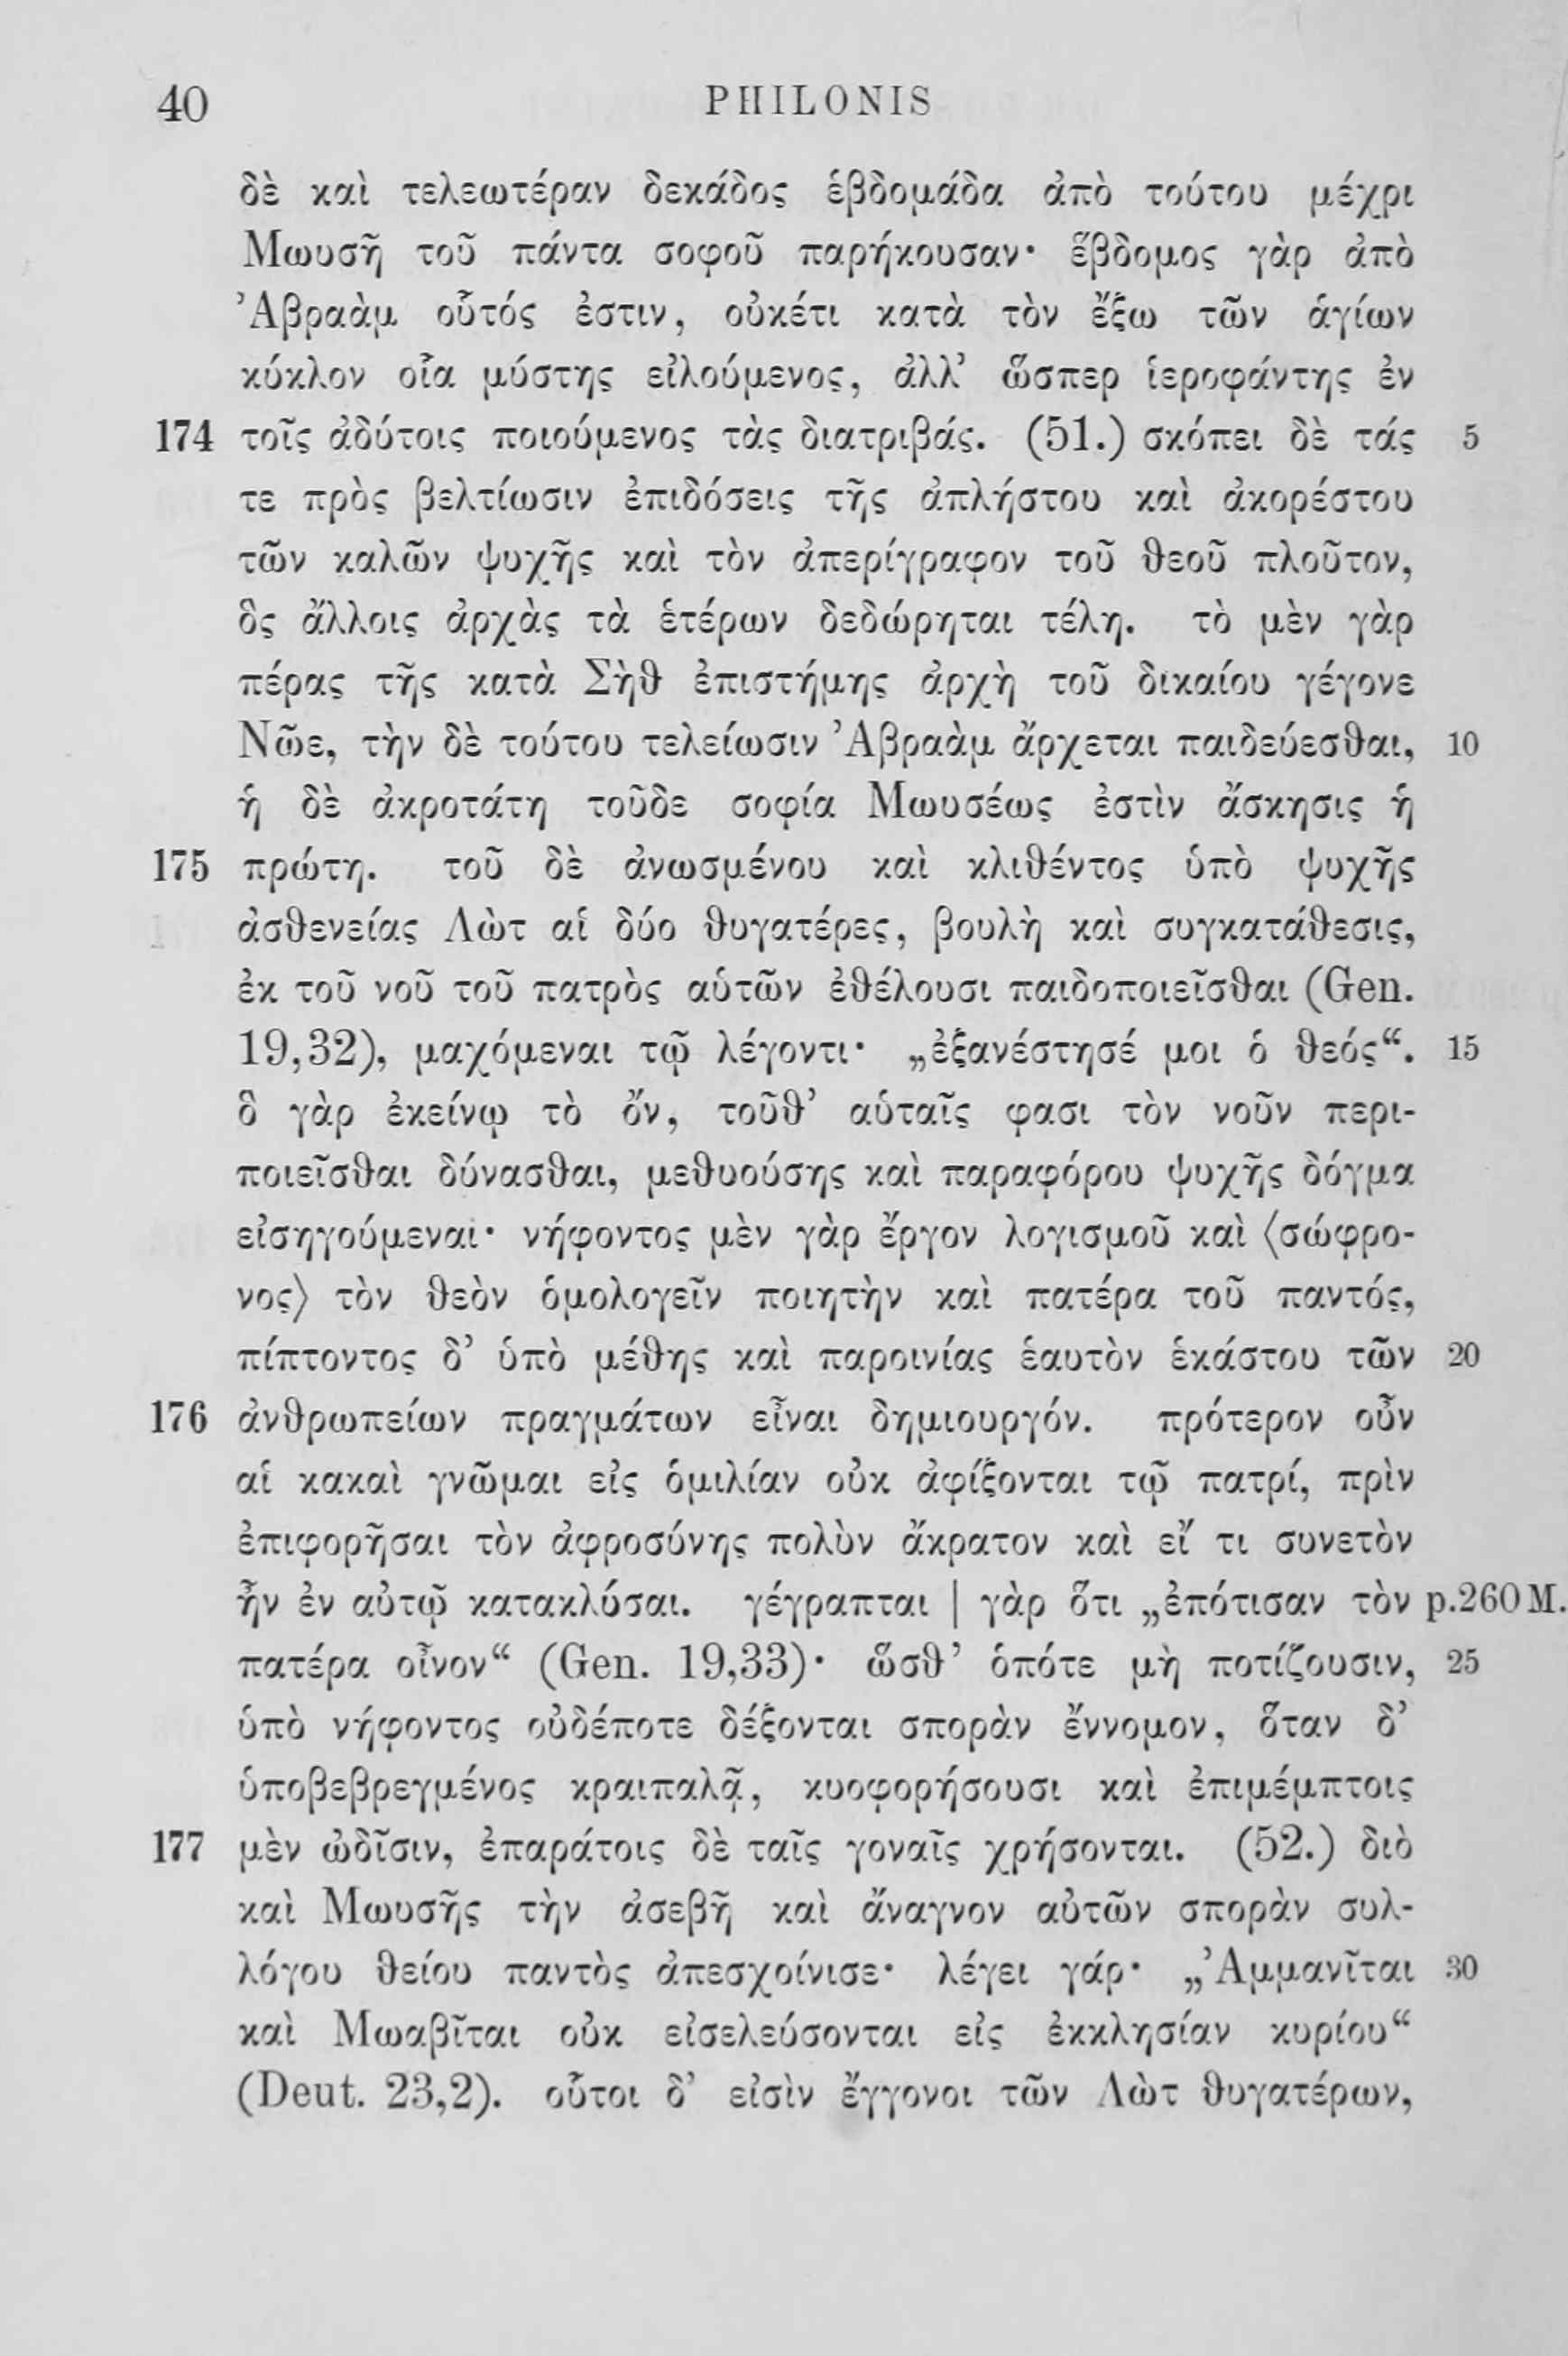 40 PHILONIS
δὲ καὶ τελεωτέραν δεκάδος ἑβδομάδα ἀπὸ τούτου μέχρι
Μωυσῆ τοῦ πάντα σοφοῦ παρήκουσαν· ἕβδομος γὰρ ἀπὸ
Ἀβραὰμ οὗτός ἐστιν, οὐκέτι κατὰ τὸν ἔξω τῶν ἁγίων
κύκλον οἷα μύστης εἰλούμενος, ἀλλ’ ὥσπερ ἱεροφάντης ἐν
174 τοῖς ἀδύτοις ποιούμενος τὰς διατριβάς. (51.) σκόπει δὲ τάς 5
τε πρὸς βελτίωσιν ἐπιδόσεις τῆς ἀπλήστου καὶ ἀκορέστου
τῶν καλῶν ψυχῆς καὶ τὸν ἀπερίγραφον τοῦ θεοῦ πλοῦτον,
ὃς ἄλλοις ἀρχὰς τὰ ἑτέρων δεδώρηται τέλη. τὸ μὲν γὰρ
πέρας τῆς κατὰ Σὴθ ἐπιστήμης ἀρχὴ τοῦ δικαίου γέγονε
Νῶε, τὴν δὲ τούτου τελείωσιν Ἀβραὰμ ἄρχεται παιδεύεσθαι, 10
ἡ δὲ ἀκροτάτη τοῦδε σοφία Μωυσέως ἐστὶν ἄσκησις ἡ
175 πρώτη. τοῦ δὲ ἀνωσμένου καὶ κλιθέντος ὑπὸ ψυχῆς
ἀσθενείας Λὼτ αἱ δύο θυγατέρες, βουλὴ καὶ συγκατάθεσις,
ἐκ τοῦ νοῦ τοῦ πατρὸς αὑτῶν ἐθέλουσι παιδοποιεῖσθαι (Gen.
19,32), μαχόμεναι τῷ λέγοντι· „ἐξανέστησέ μοι ὁ θεός“. 15
ὃ γὰρ ἐκείνῳ τὸ ὄν, τοῦθ’ αὑταῖς φασι τὸν νοῦν περι-
ποιεῖσθαι δύνασθαι, μεθυούσης καὶ παραφόρου ψυχῆς δόγμα
εἰσηγούμεναι· νήφοντος μὲν γὰρ ἔργον λογισμοῦ καὶ ⟨σώφρο-
νος⟩ τὸν θεὸν ὁμολογεῖν ποιητὴν καὶ πατέρα τοῦ παντός,
πίπτοντος δ’ ὑπὸ μέθης καὶ παροινίας ἑαυτὸν ἑκάστου τῶν 20
176 ἀνθρωπείων πραγμάτων εἶναι δημιουργόν. πρότερον οὖν
αἱ κακαὶ γνῶμαι εἰς ὁμιλίαν οὐκ ἀφίξονται τῷ πατρί, πρὶν
ἐπιφορῆσαι τὸν ἀφροσύνης πολὺν ἄκρατον καὶ εἴ τι συνετὸν
ἦν ἐν αὐτῷ κατακλύσαι. γέγραπται | γὰρ ὅτι „ἐπότισαν τὸν p.260 M.
πατέρα οἶνον“ (Gen. 19,33)· ὥσθ’ ὁπότε μὴ ποτίζουσιν, 25
ὑπὸ νήφοντος οὐδέποτε δέξονται σπορὰν ἔννομον, ὅταν δ’
ὑποβεβρεγμένος κραιπαλᾷ, κυοφορήσουσι καὶ ἐπιμέμπτοις
177 μὲν ὠδῖσιν, ἐπαράτοις δὲ ταῖς γοναῖς χρήσονται. (52.) διὸ
καὶ Μωυσῆς τὴν ἀσεβῆ καὶ ἄναγνον αὐτῶν σπορὰν συλ-
λόγου θείου παντὸς ἀπεσχοίνισε· λέγει γάρ· „Ἀμμανῖται 30
καὶ Μωαβῖται οὐκ εἰσελεύσονται εἰς ἐκκλησίαν κυρίου“
(Deut. 23,2). οὗτοι δ’ εἰσὶν ἔγγονοι τῶν Λὼτ θυγατέρων,